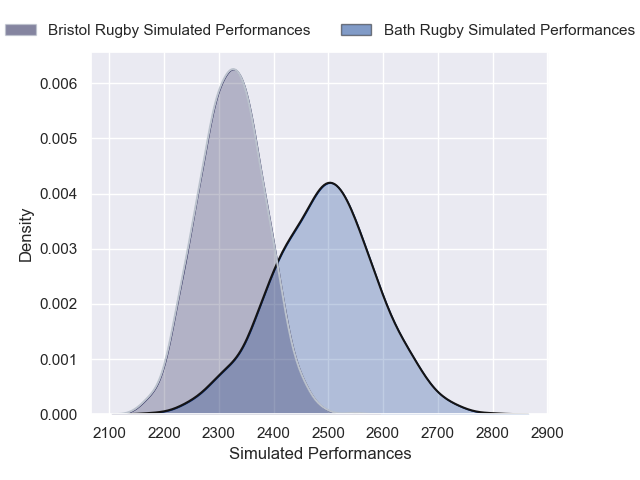 Bristol Rugby Simulated Performances
Bath Rugby Simulated Performances
0.006
0.005
0.004
0.003
0.002
0.001
0.000
Density
2100 2200 2300 2400 2500 2600 2700 2800 2900
Simulated Performances